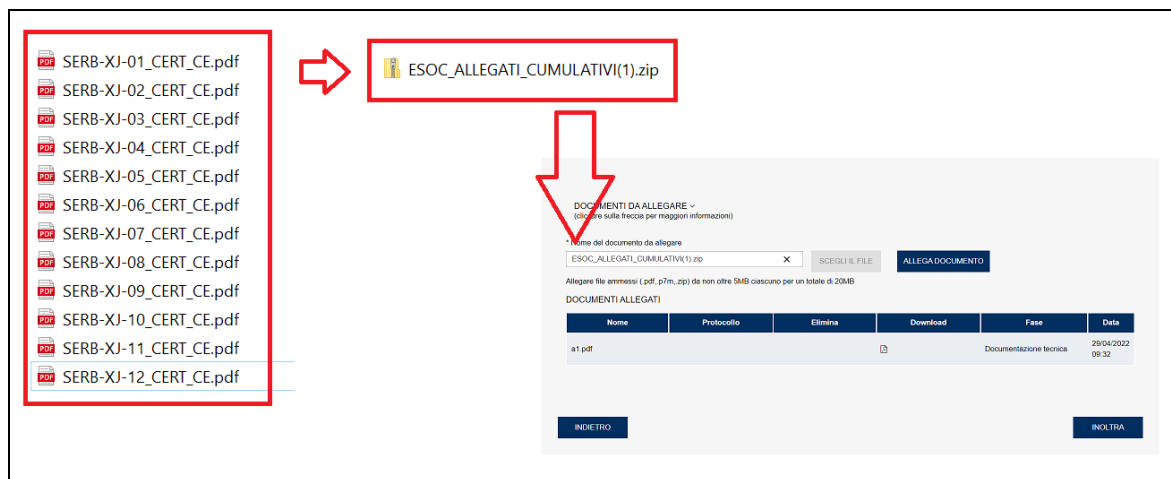 SERB-XJ-01_CERT_CE.pdf
SERB-XJ-02_CERT_CE.pdf
SERB-XJ-03_CERT_CE.pdf
SERB-XJ-04_CERT_CE.pdf
SERB-XJ-05_CERT_CE.pdf
SERB-XJ-06_CERT_CE.pdf
SERB-XJ-07_CERT_CE.pdf
SERB-XJ-08_CERT_CE.pdf
SERB-XJ-09_CERT_CE.pdf
SERB-XJ-10_CERT_CE.pdf
SERB-XJ-11_CERT_CE.pdf
SERB-XJ-12_CERT_CE.pdf
ESOC_ALLEGATI_CUMULATIVI(1).zip
DOCUMENTI DA ALLEGARE
(cliccare sulla freccia per maggiori informazioni)
* Nome del documento da allegare
ESOC_ALLEGATI_CUMULATIVI(1).zip X SCEGLI IL FILE ALLEGA DOCUMENTO
Allegare file ammessi (.pdf,.p7m,.zip) da non oltre 5MB ciascuno per un totale di 20MB
DOCUMENTI ALLEGATI
Nome Protocollo Elimina Download Fase Data
a1.pdf Documentazione tecnica 29/04/2022
09:32
INDIETRO INOLTRA